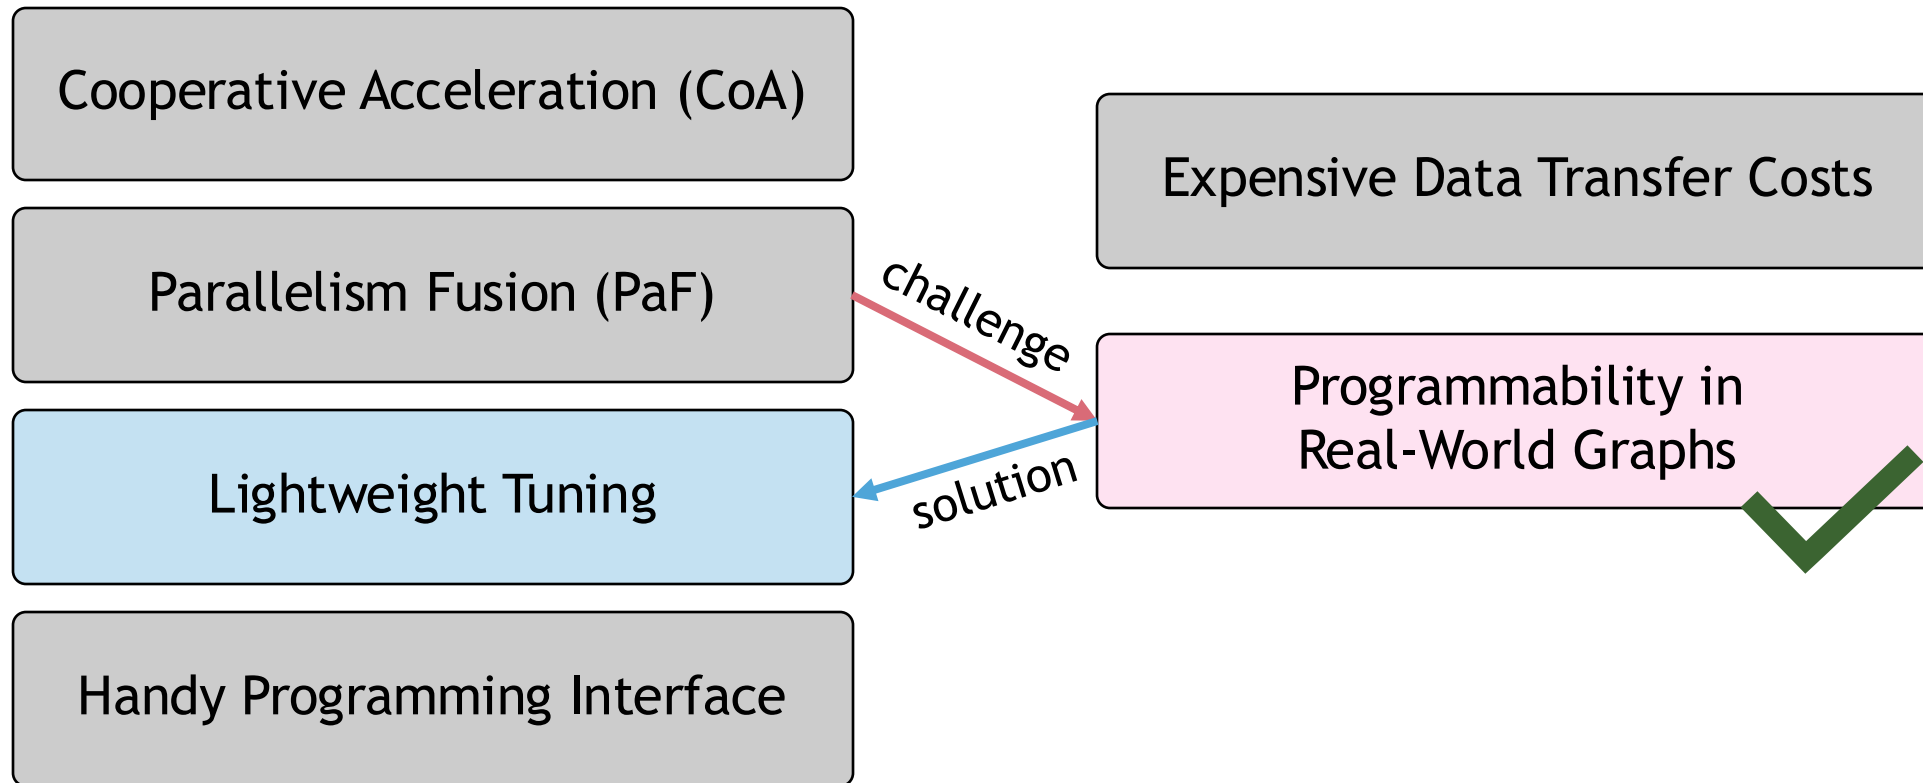 Cooperative Acceleration (CoA)
Expensive Data Transfer Costs
Parallelism Fusion (PaF)
challenge
Programmability in
Real-World Graphs
Lightweight Tuning
solution
Handy Programming Interface